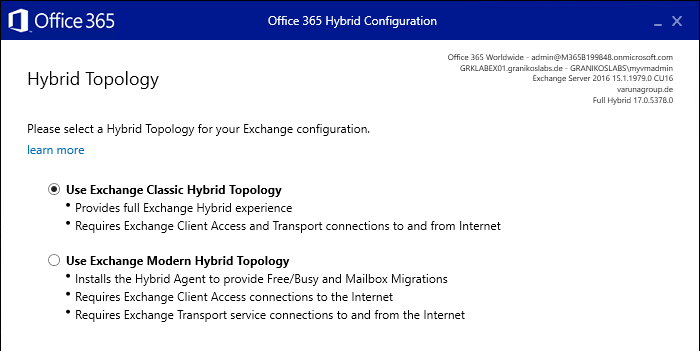 Office 365
Office 365 Hybrid Configuration
Office 365 Worldwide - admin@M365B199848.onmicrosoft.com
GRKLABEX01.granikoslabs.de - GRANIKOSLABS\myvmadmin
Exchange Server 2016 15.1.1979.0 CU16
varunagroup.de
Full Hybrid 17.0.5378.0
Hybrid Topology
Please select a Hybrid Topology for your Exchange configuration.
learn more
Use Exchange Classic Hybrid Topology
• Provides full Exchange Hybrid experience
• Requires Exchange Client Access and Transport connections to and from Internet
Use Exchange Modern Hybrid Topology
• Installs the Hybrid Agent to provide Free/Busy and Mailbox Migrations
• Requires Exchange Client Access connections to the Internet
• Requires Exchange Transport service connections to and from the Internet